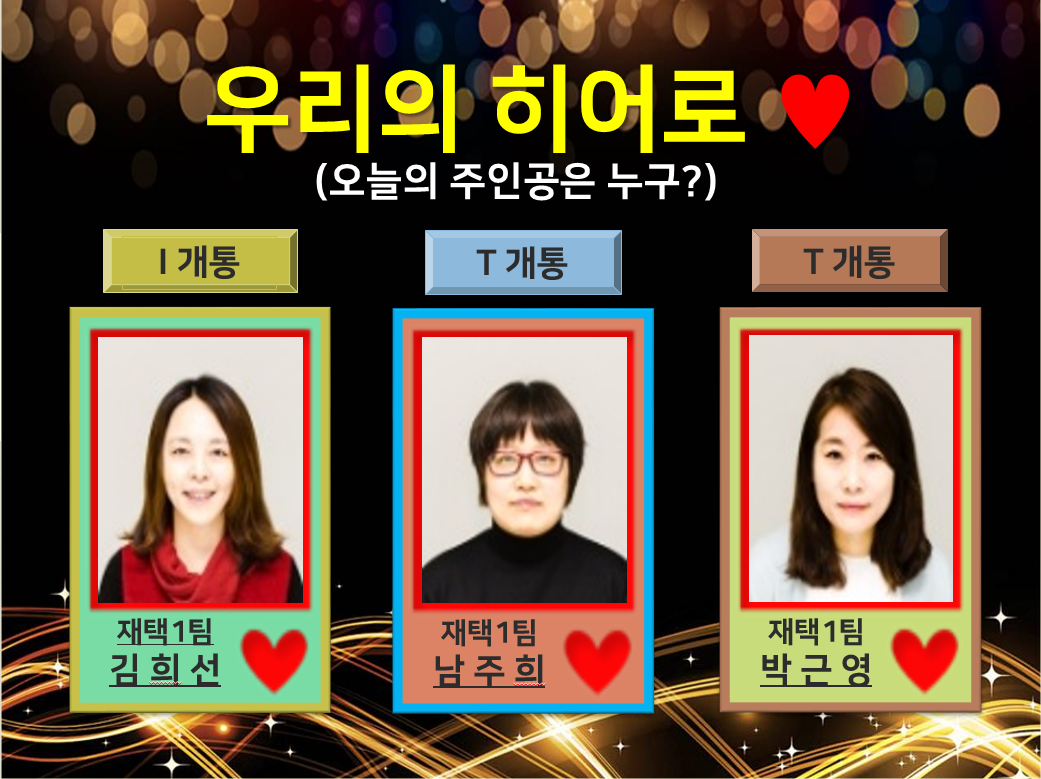 우리의 히어로 ♥
(오늘의 주인공은 누구?)
I 개통
T 개통
T 개통
재택1팀
김 희 선
재택1팀
남 주 희
재택1팀
박 근 영